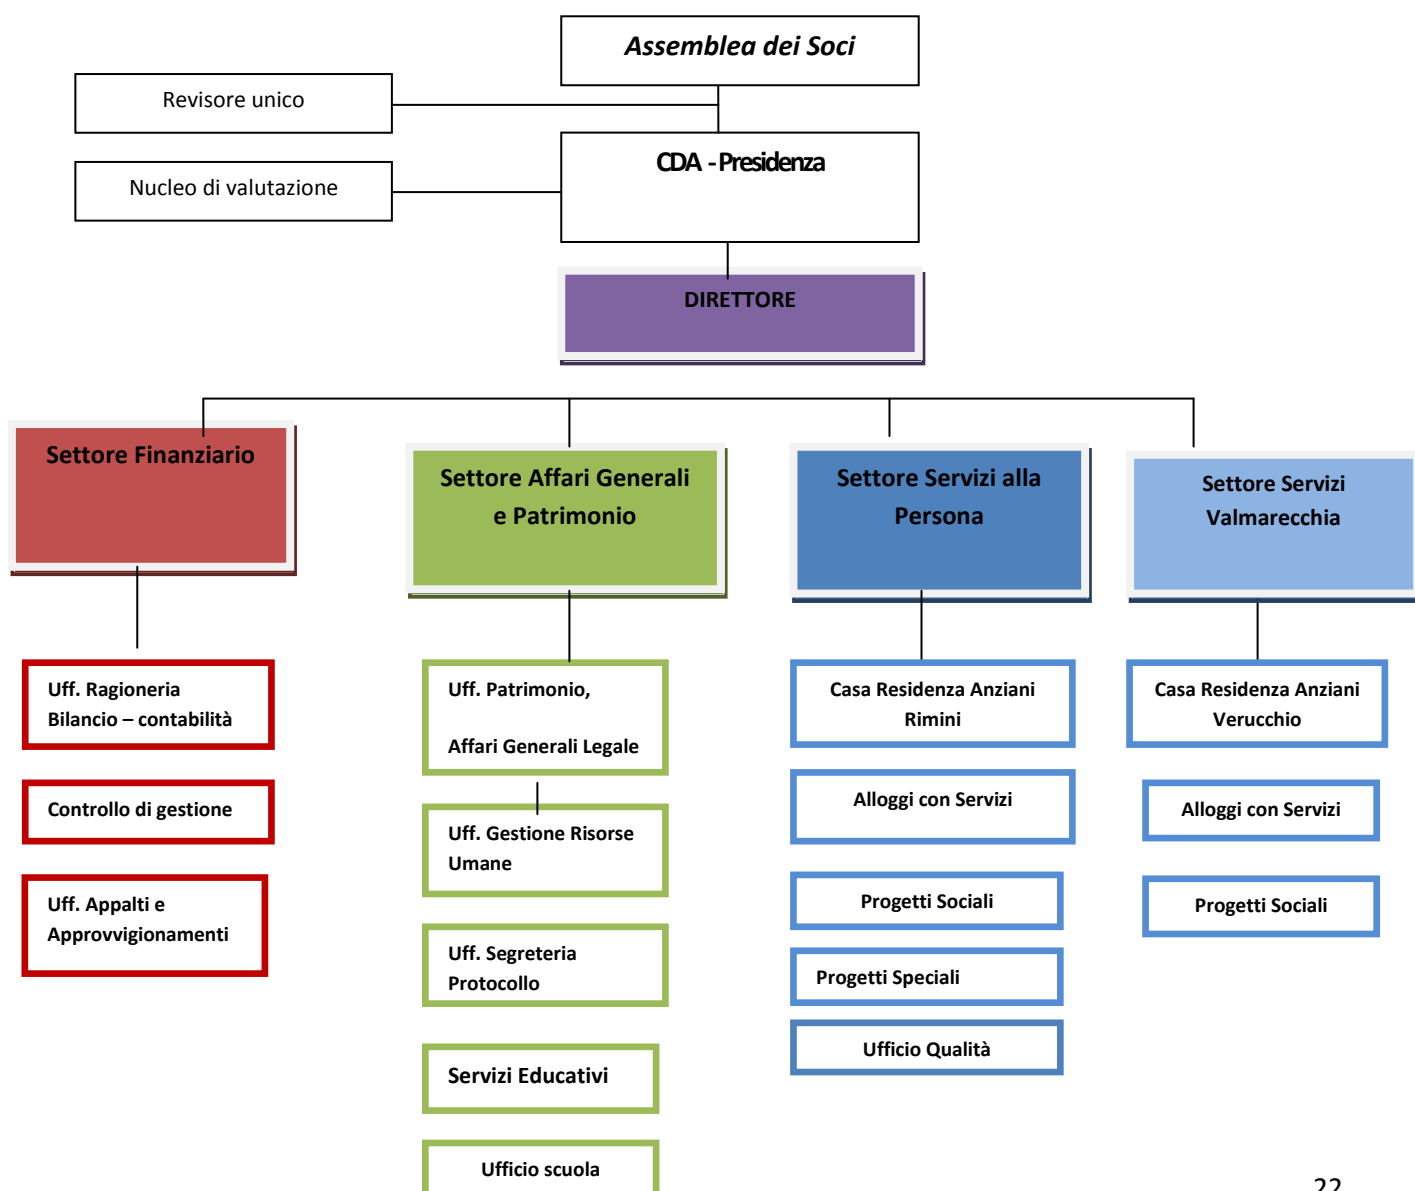 Assemblea dei Soci
Revisore unico
CDA - Presidenza
Nucleo di valutazione
DIRETTORE
Settore Finanziario
Settore Affari Generali
e Patrimonio
Settore Servizi alla
Persona
Settore Servizi
Valmarecchia
Uff. Ragioneria
Bilancio – contabilità
Controllo di gestione
Uff. Appalti e
Approvvigionamenti
Uff. Patrimonio,
Affari Generali Legale
Uff. Gestione Risorse
Umane
Uff. Segreteria
Protocollo
Servizi Educativi
Ufficio scuola
Casa Residenza Anziani
Rimini
Alloggi con Servizi
Progetti Sociali
Progetti Speciali
Ufficio Qualità
Casa Residenza Anziani
Verucchio
Alloggi con Servizi
Progetti Sociali
22